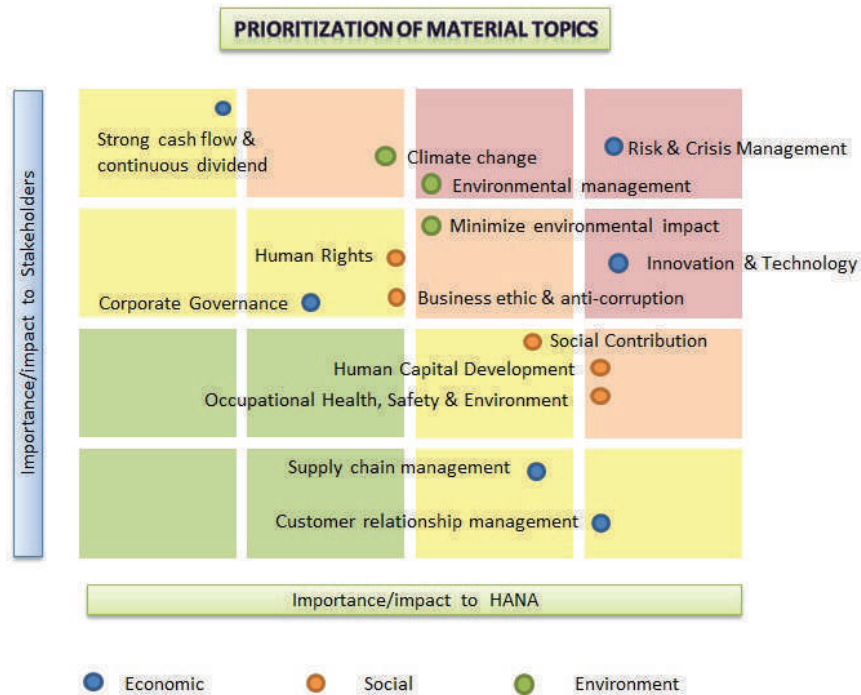 PRIORITIZATION OF MATERIAL TOPICS
Importance/impact to Stakeholders
Strong cash flow &
continuous dividend
Climate change
Risk & Crisis Management
Environmental management
Minimize environmental impact
Human Rights
Innovation & Technology
Corporate Governance
Business ethic & anti-corruption
Social Contribution
Human Capital Development
Occupational Health, Safety & Environment
Supply chain management
Customer relationship management
Importance/impact to HANA
Economic
Social
Environment